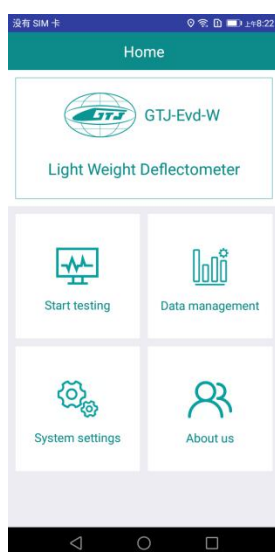 没有 SIM 卡 上午8:22
Home
GTJ
GTJ-Evd-W
Light Weight Deflectometer
Start testing
Data management
System settings
About us